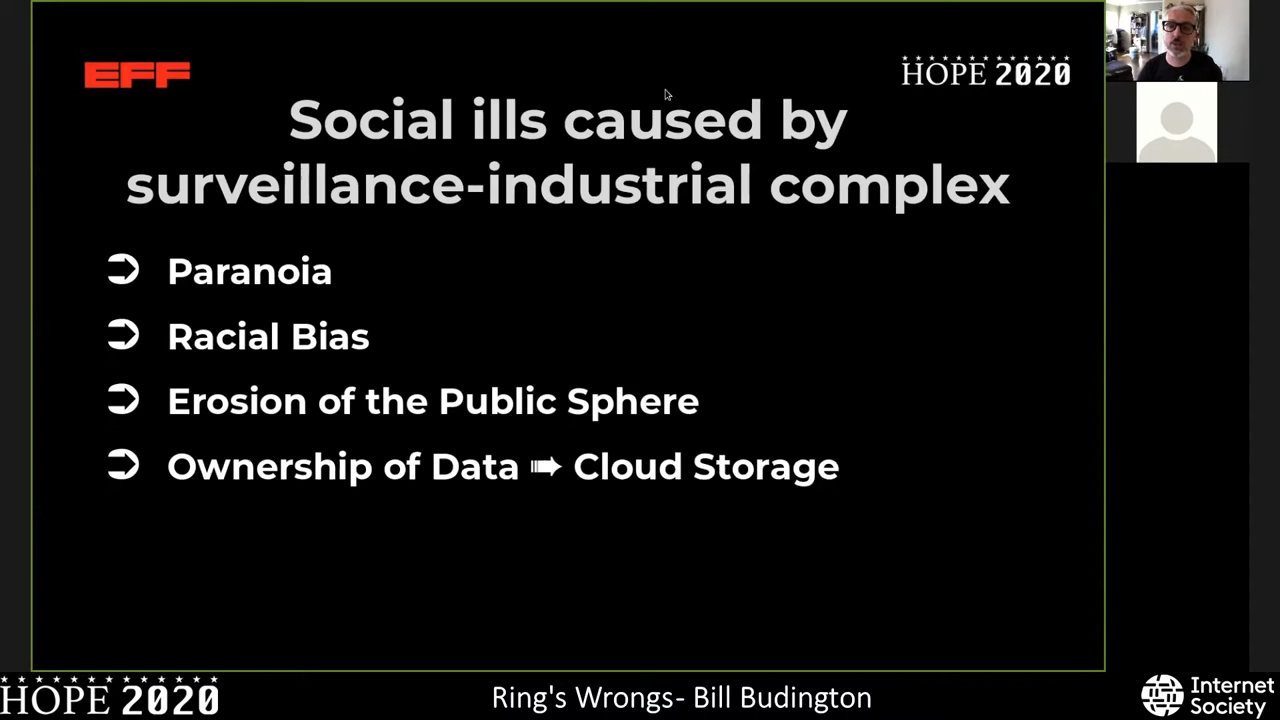 EFF
HOPE 2020
Social ills caused by
surveillance-industrial complex
➲ Paranoia
➲ Racial Bias
➲ Erosion of the Public Sphere
➲ Ownership of Data ➠ Cloud Storage
HOPE 2020
Ring's Wrongs- Bill Budington
Internet
Society